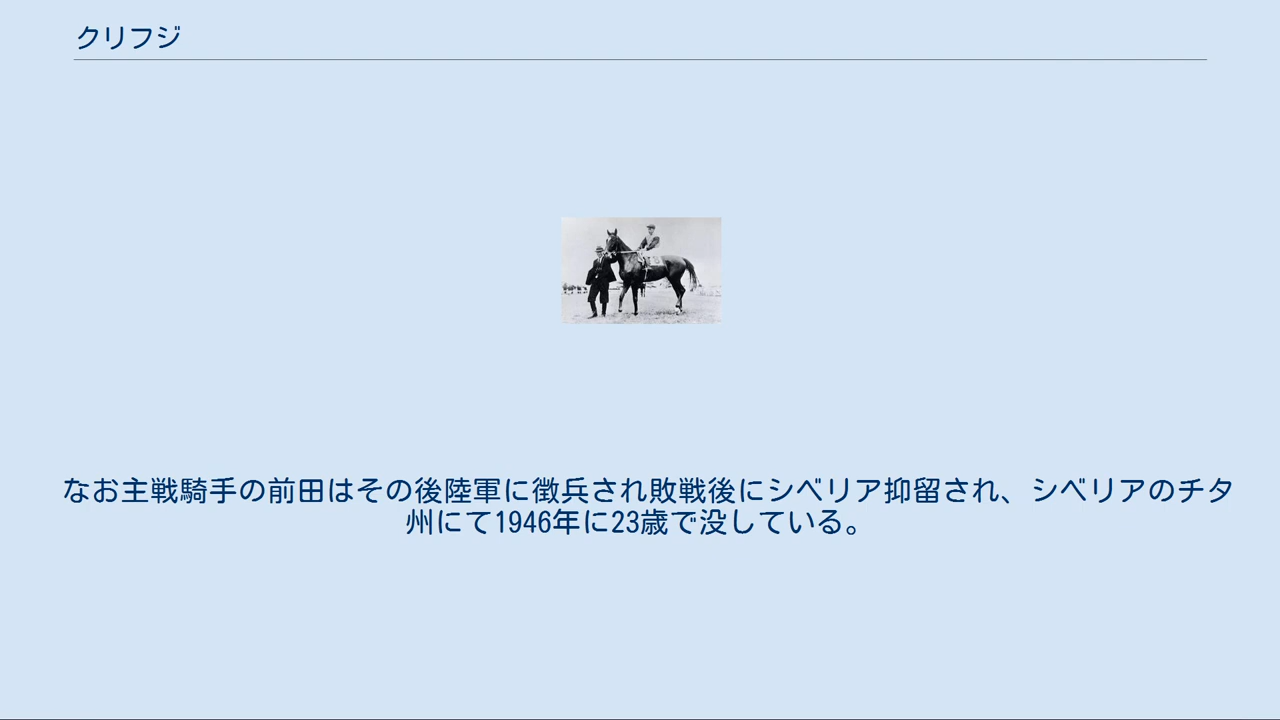 クリフジ
なお主戦騎手の前田はその後陸軍に徴兵され敗戦後にシベリア抑留され、シベリアのチタ
州にて1946年に23歳で没している。